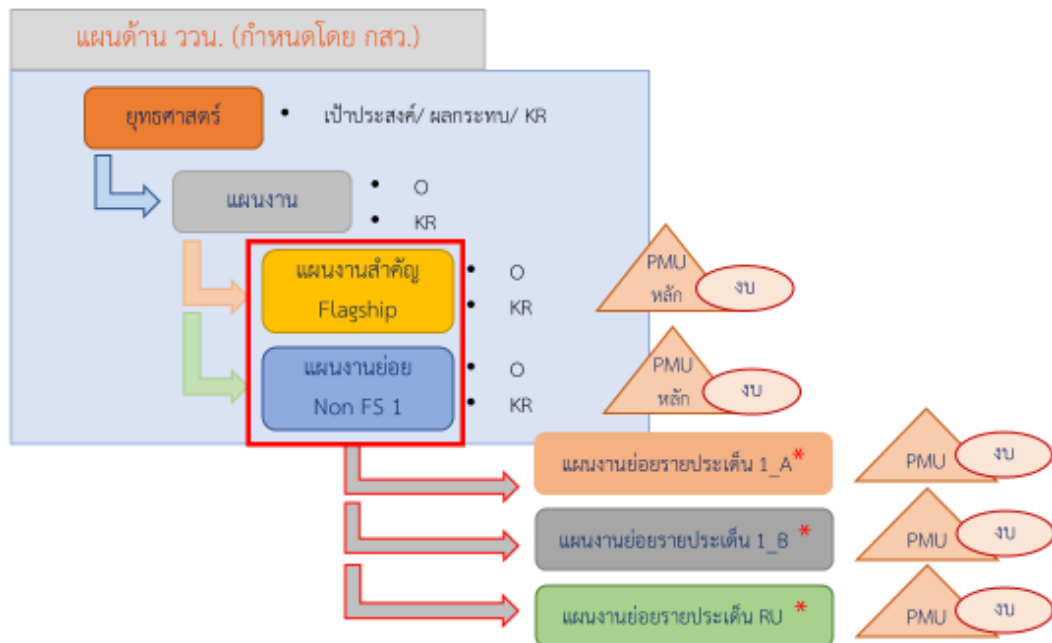 แผนด้าน ววน. (กำหนดโดย กสว.)
ยุทธศาสตร์
• เป้าประสงค์/ ผลกระทบ/ KR
แผนงาน
• O
• KR
แผนงานสำคัญ
Flagship
• O
• KR
PMU
หลัก
งบ
แผนงานย่อย
Non FS 1
• O
• KR
PMU
หลัก
งบ
แผนงานย่อยรายประเด็น 1_A*
PMU
งบ
แผนงานย่อยรายประเด็น 1_B *
PMU
งบ
แผนงานย่อยรายประเด็น RU *
PMU
งบ